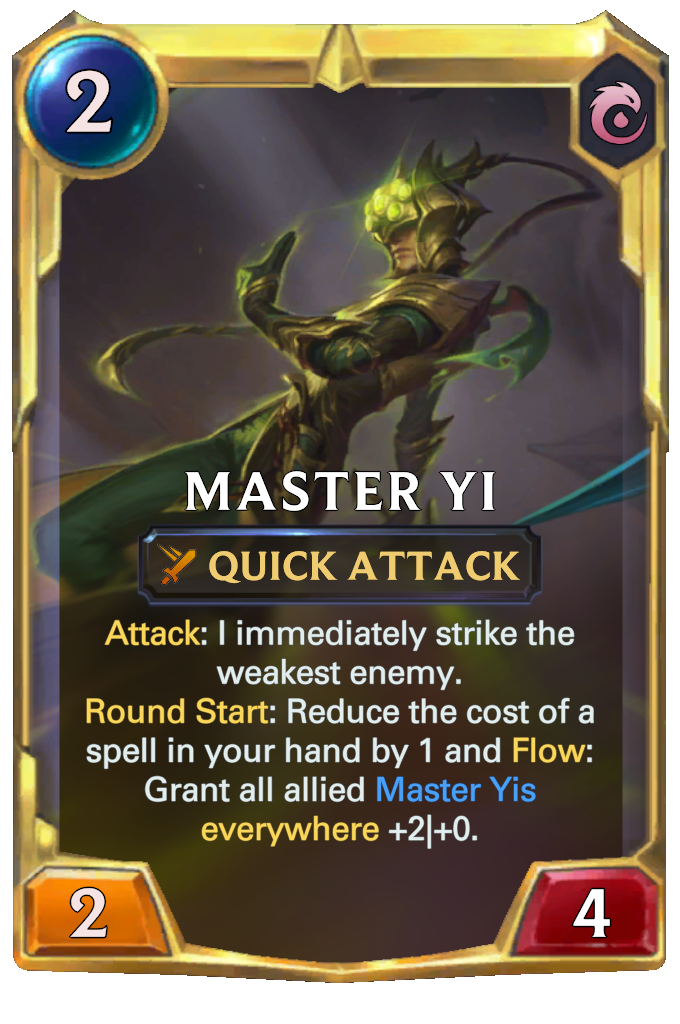 2
MASTER YI
QUICK ATTACK
Attack: I immediately strike the
weakest enemy.
Round Start: Reduce the cost of a
spell in your hand by 1 and Flow:
Grant all allied Master Yis
everywhere +2|+0.
2
4